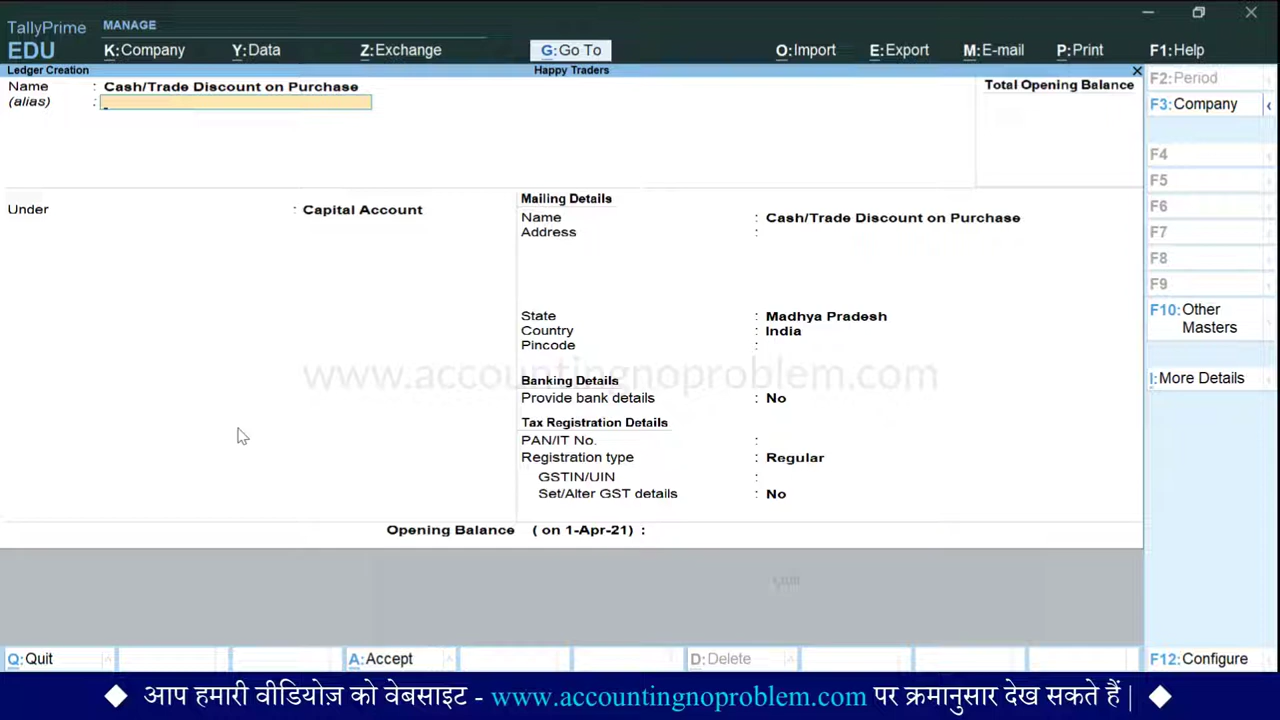 TallyPrime MANAGE
EDU K:Company Y:Data Z:Exchange G:Go To O:Import E:Export M:E-mail P:Print F1:Help
Ledger Creation Happy Traders
Name : Cash/Trade Discount on Purchase Total Opening Balance
(alias) :
F2:Period
F3:Company
F4
F5
F6
F7
F8
F9
F10:Other
Masters
I:More Details
Under : Capital Account
Mailing Details
Name : Cash/Trade Discount on Purchase
Address :
State : Madhya Pradesh
Country : India
Pincode :
www.accountingnoproblem.com
Banking Details
Provide bank details : No
Tax Registration Details
PAN/IT No. :
Registration type : Regular
GSTIN/UIN :
Set/Alter GST details : No
Opening Balance ( on 1-Apr-21) :
Q:Quit A:Accept D:Delete F12:Configure
आप हमारी वीडियोज़ को वेबसाइट - www.accountingnoproblem.com पर क्रमानुसार देख सकते हैं |